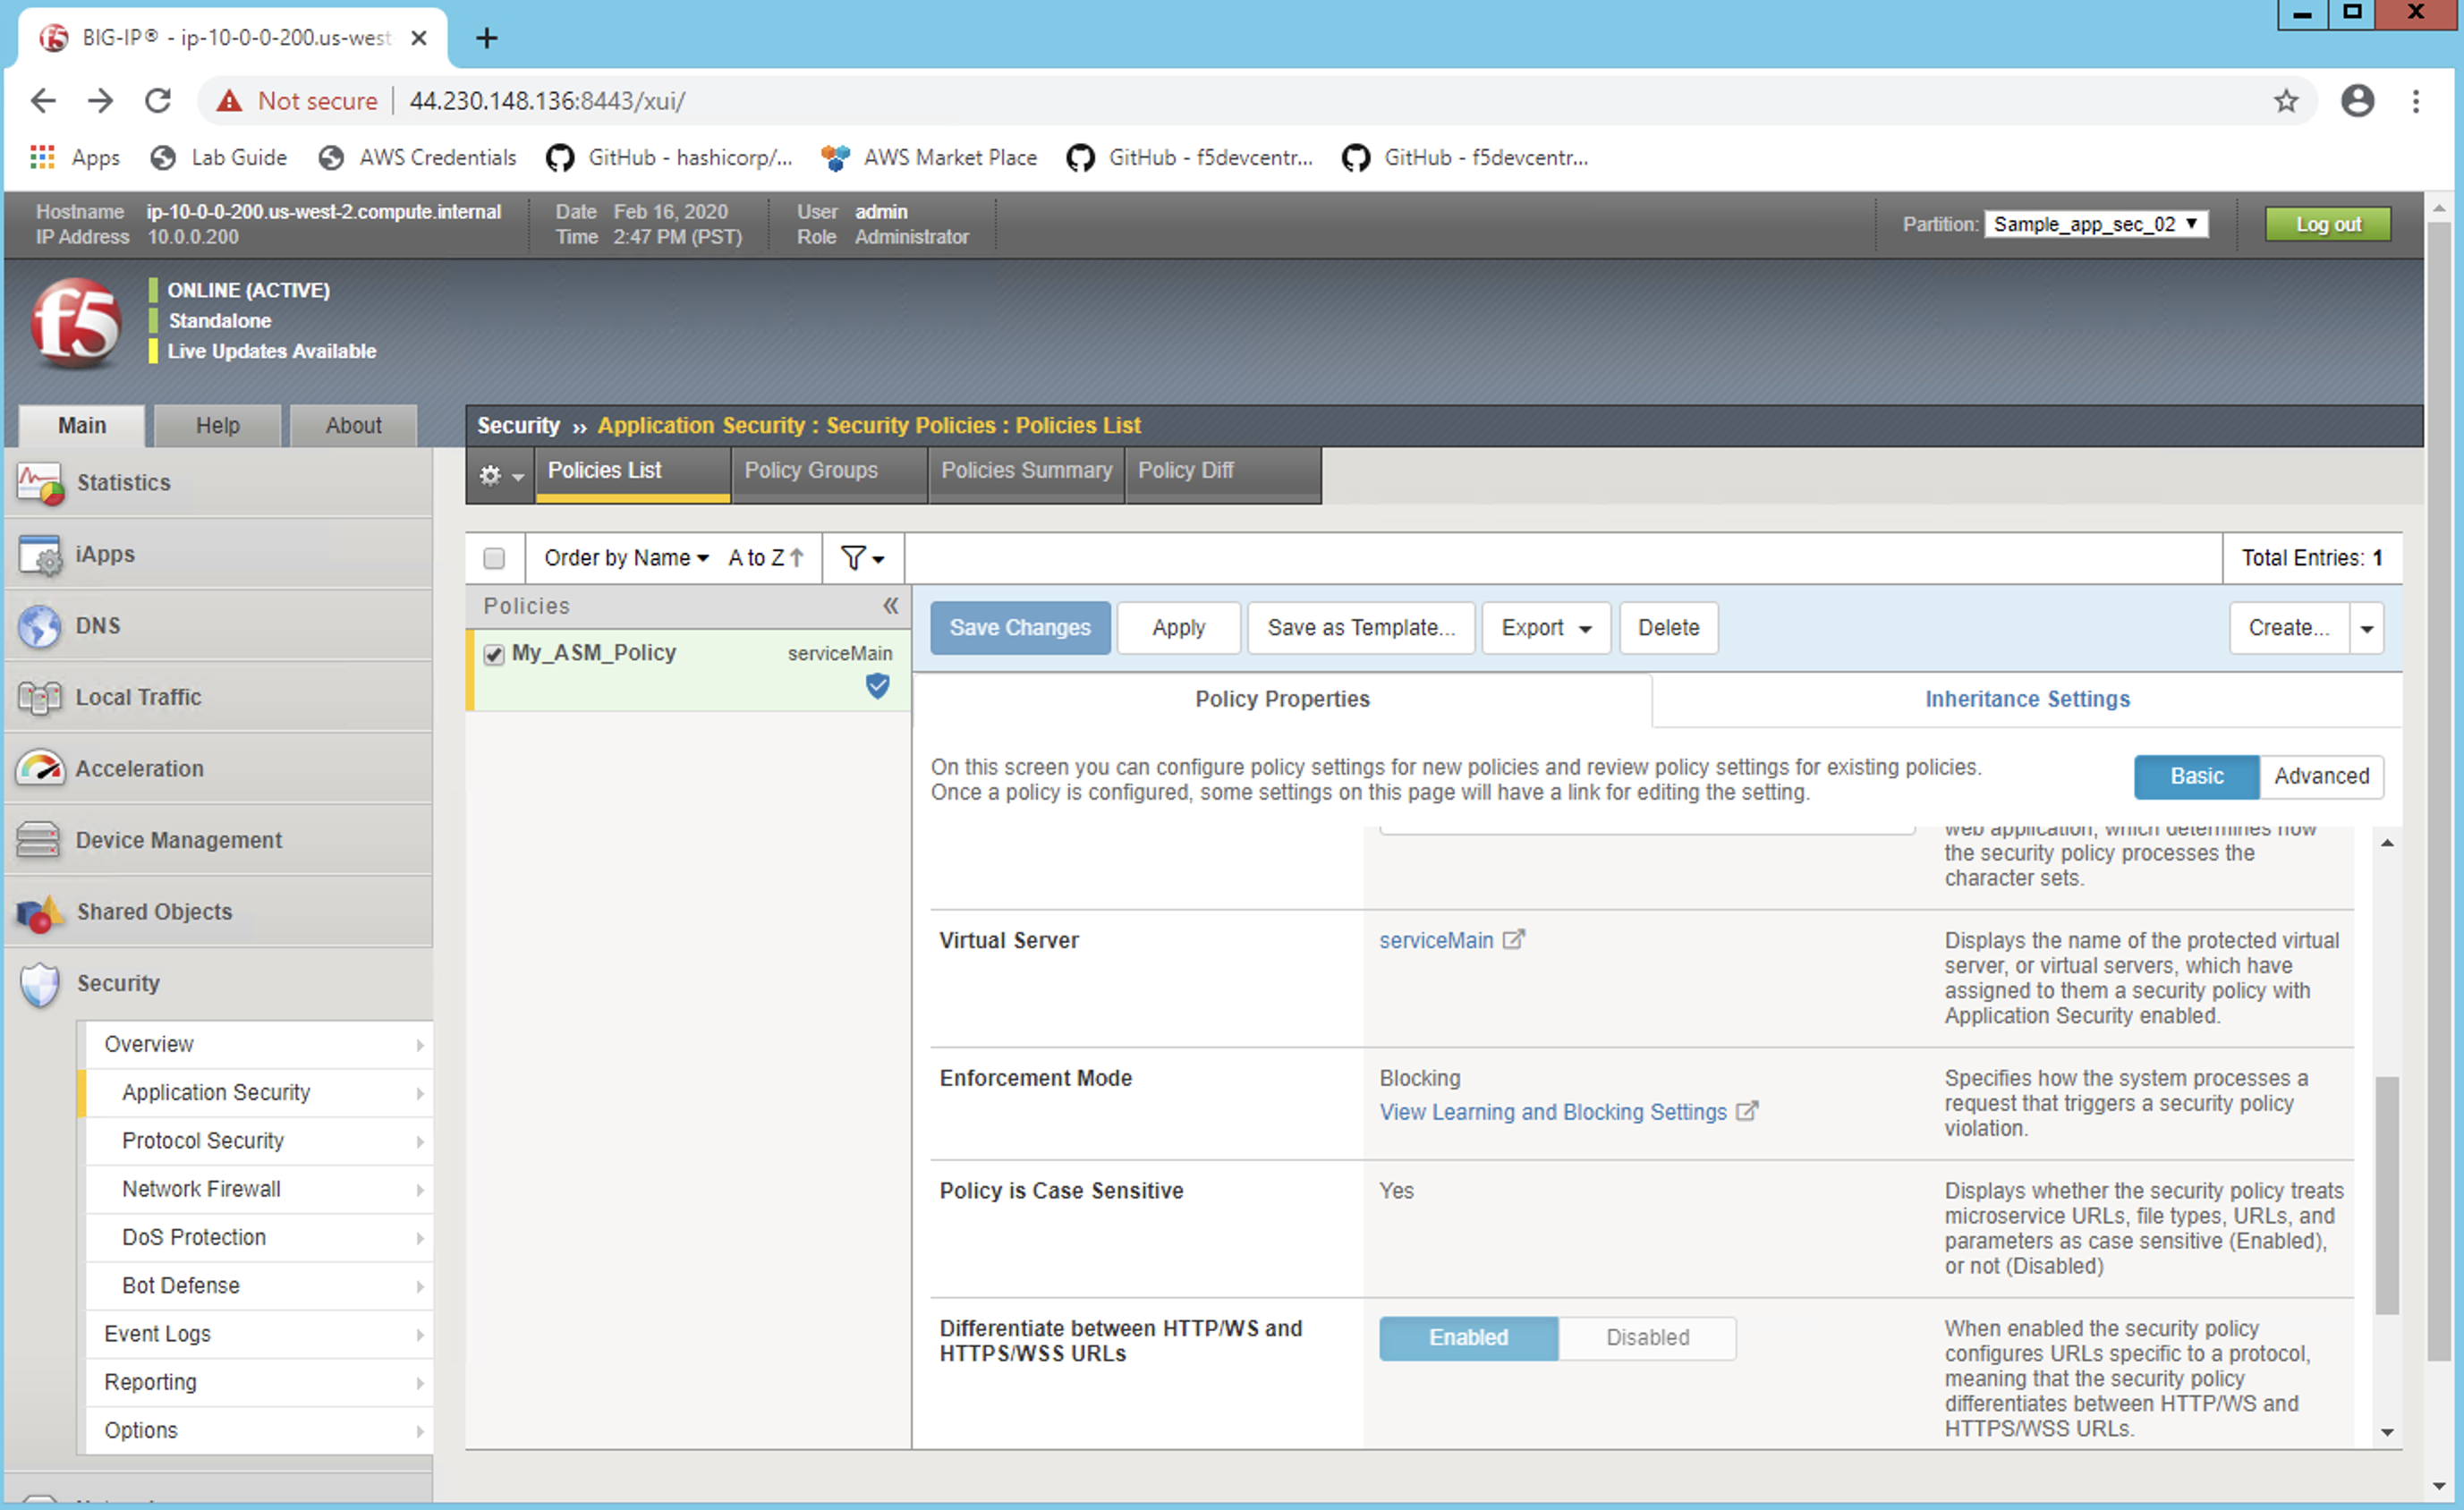 BIG-IP® - ip-10-0-0-200.us-west
Not secure
44.230.148.136:8443/xui/
Apps
Lab Guide
AWS Credentials
GitHub - hashicorp/...
AWS Market Place
GitHub - f5devcentr...
GitHub - f5devcentr...
Hostname ip-10-0-0-200.us-west-2.compute.internal
IP Address 10.0.0.200
Date Feb 16, 2020
Time 2:47 PM (PST)
User admin
Role Administrator
Partition: Sample_app_sec_02
Log out
f5
ONLINE (ACTIVE)
Standalone
Live Updates Available
Main
Help
About
Statistics
iApps
DNS
Local Traffic
Acceleration
Device Management
Shared Objects
Security
Overview
Application Security
Protocol Security
Network Firewall
DoS Protection
Bot Defense
Event Logs
Reporting
Options
Security ›› Application Security : Security Policies : Policies List
Policies List
Policy Groups
Policies Summary
Policy Diff
Order by Name
A to Z
Total Entries: 1
Policies
My_ASM_Policy
serviceMain
Save Changes
Apply
Save as Template...
Export
Delete
Create...
Policy Properties
Inheritance Settings
On this screen you can configure policy settings for new policies and review policy settings for existing policies.
Once a policy is configured, some settings on this page will have a link for editing the setting.
Basic
Advanced
web application, which determines how
the security policy processes the
character sets.
Virtual Server
serviceMain
Displays the name of the protected virtual
server, or virtual servers, which have
assigned to them a security policy with
Application Security enabled.
Enforcement Mode
Blocking
View Learning and Blocking Settings
Specifies how the system processes a
request that triggers a security policy
violation.
Policy is Case Sensitive
Yes
Displays whether the security policy treats
microservice URLs, file types, URLs, and
parameters as case sensitive (Enabled),
or not (Disabled)
Differentiate between HTTP/WS and
HTTPS/WSS URLs
Enabled
Disabled
When enabled the security policy
configures URLs specific to a protocol,
meaning that the security policy
differentiates between HTTP/WS and
HTTPS/WSS URLs.